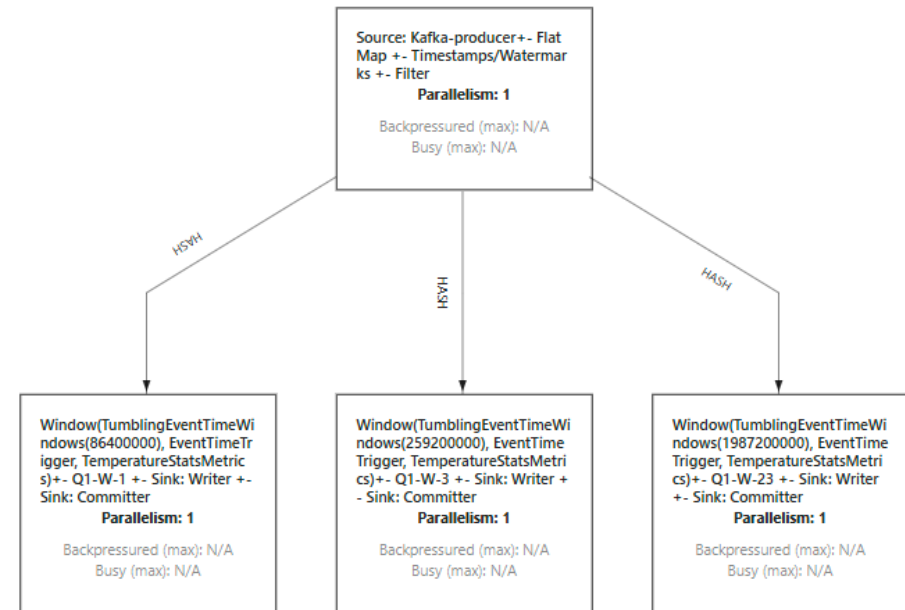 Source: Kafka-producer+- Flat
Map +- Timestamps/Watermar
ks +- Filter
Parallelism: 1
Backpressured (max): N/A
Busy (max): N/A
HASH
HASH
HASH
Window(TumblingEventTimeWi
ndows(86400000), EventTimeTr
igger, TemperatureStatsMetric
s)+- Q1-W-1 +- Sink: Writer +-
Sink: Committer
Parallelism: 1
Backpressured (max): N/A
Busy (max): N/A
Window(TumblingEventTimeWi
ndows(259200000), EventTime
Trigger, TemperatureStatsMetri
cs)+- Q1-W-3 +- Sink: Writer +
- Sink: Committer
Parallelism: 1
Backpressured (max): N/A
Busy (max): N/A
Window(TumblingEventTimeWi
ndows(1987200000), EventTime
Trigger, TemperatureStatsMetri
cs)+- Q1-W-23 +- Sink: Writer
+- Sink: Committer
Parallelism: 1
Backpressured (max): N/A
Busy (max): N/A